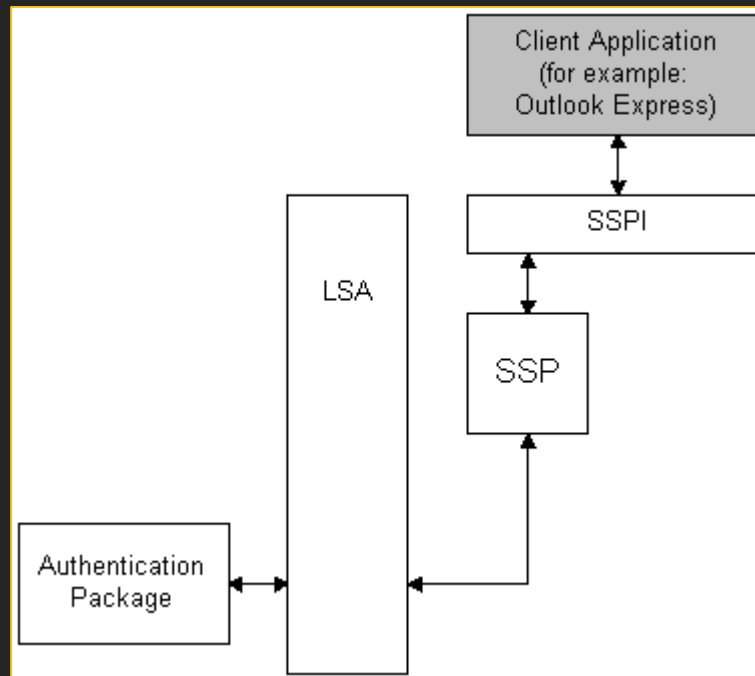 Client Application
(for example:
Outlook Express)
SSPI
LSA
SSP
Authentication
Package